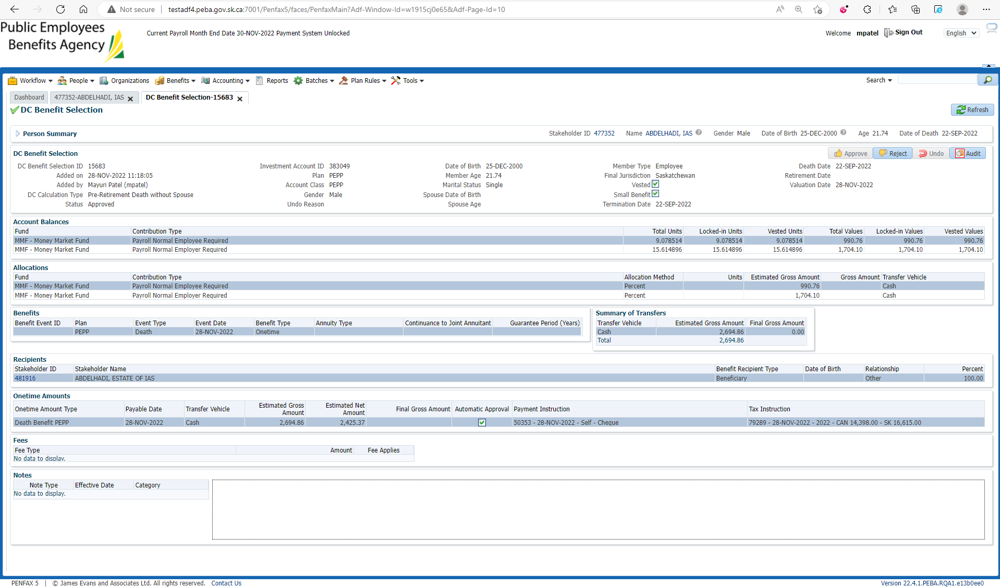 Not secure | testadf4.peba.gov.sk.ca:7001/Penfax5/faces/PenfaxMain?Adf-Window-Id=w1915cj0e65&Adf-Page-Id=10
Public Employees
Benefits Agency
Current Payroll Month End Date 30-NOV-2022 Payment System Unlocked
Welcome mpatel Sign Out English
Workflow People Organizations Benefits Accounting Reports Batches Plan Rules Tools Search
Dashboard 477352-ABDELHADI, IAS DC Benefit Selection-15683
DC Benefit Selection Refresh
Person Summary Stakeholder ID 477352 Name ABDELHADI, IAS Gender Male Date of Birth 25-DEC-2000 Age 21.74 Date of Death 22-SEP-2022
DC Benefit Selection Approve Reject Undo Audit
DC Benefit Selection ID 15683 Investment Account ID 383049 Date of Birth 25-DEC-2000 Member Type Employee Death Date 22-SEP-2022
Added on 28-NOV-2022 11:18:05 Plan PEPP Member Age 21.74 Final Jurisdiction Saskatchewan Retirement Date
Added by Mayuri Patel (mpatel) Account Class PEPP Marital Status Single Vested Valuation Date 28-NOV-2022
DC Calculation Type Pre-Retirement Death without Spouse Gender Male Spouse Date of Birth Small Benefit
Status Approved Undo Reason Spouse Age Termination Date 22-SEP-2022
Account Balances
Fund Contribution Type Total Units Locked-in Units Vested Units Total Values Locked-in Values Vested Values
MMF - Money Market Fund Payroll Normal Employee Required 9.078514 9.078514 9.078514 990.76 990.76 990.76
MMF - Money Market Fund Payroll Normal Employer Required 15.614896 15.614896 15.614896 1,704.10 1,704.10 1,704.10
Allocations
Fund Contribution Type Allocation Method Units Estimated Gross Amount Gross Amount Transfer Vehicle
MMF - Money Market Fund Payroll Normal Employee Required Percent 990.76 Cash
MMF - Money Market Fund Payroll Normal Employer Required Percent 1,704.10 Cash
Benefits
Benefit Event ID Plan Event Type Event Date Benefit Type Annuity Type Continuance to Joint Annuitant Guarantee Period (Years)
PEPP Death 28-NOV-2022 Onetime
Summary of Transfers
Transfer Vehicle Estimated Gross Amount Final Gross Amount
Cash 2,694.86 0.00
Total 2,694.86
Recipients
Stakeholder ID Stakeholder Name Benefit Recipient Type Date of Birth Relationship Percent
481916 ABDELHADI, ESTATE OF IAS Beneficiary Other 100.00
Onetime Amounts
Onetime Amount Type Payable Date Transfer Vehicle Estimated Gross Amount Estimated Net Amount Final Gross Amount Automatic Approval Payment Instruction Tax Instruction
Death Benefit PEPP 28-NOV-2022 Cash 2,694.86 2,425.37 50353 - 28-NOV-2022 - Self - Cheque 79289 - 28-NOV-2022 - 2022 - CAN 14,398.00 - SK 16,615.00
Fees
Fee Type Amount Fee Applies
No data to display.
Notes
Note Type Effective Date Category
No data to display.
PENFAX 5 | © James Evans and Associates Ltd. All rights reserved. Contact Us Version 22.4.1.PEBA.RQA1.e13b0ee0